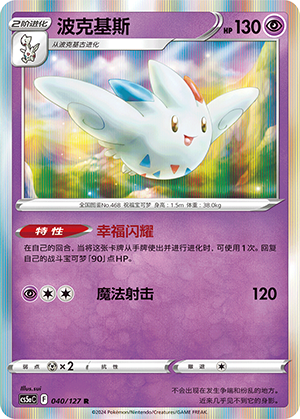 2阶进化
波克基斯
HP 130
从波克基古进化
全国图鉴No.468 祝福宝可梦 身高：1.5m 体重：38.0kg
特性 幸福闪耀
在自己的回合，当将这张卡牌从手牌使出并进行进化时，可使用1次。回复
自己的战斗宝可梦「90」点HP。
魔法射击 120
弱点 ×2 抗性 撤退
Illus.sui
CS5aC F 040/127 R
不会出现在发生争端和纷乱的地方。
近来几乎见不到它的身影。
©2024 Pokémon/Nintendo/Creatures/GAME FREAK.